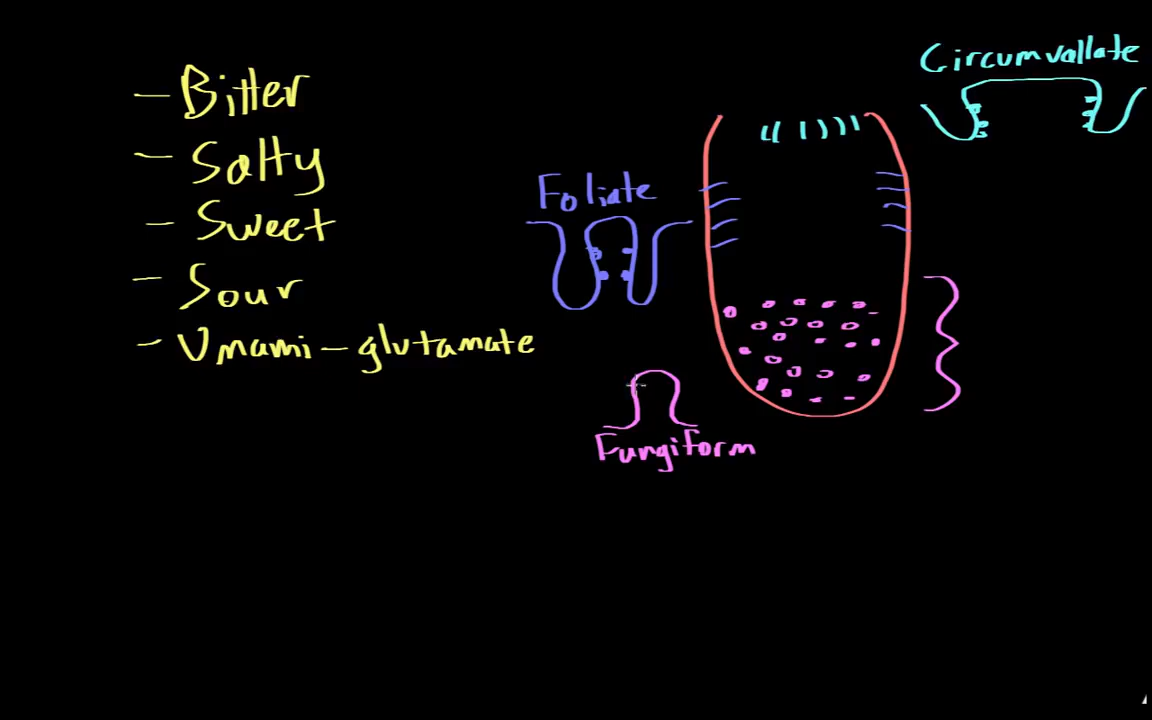 - Bitter
- Salty
- Sweet
- Sour
- Umami - glutamate
Circumvallate
Foliate
Fungiform